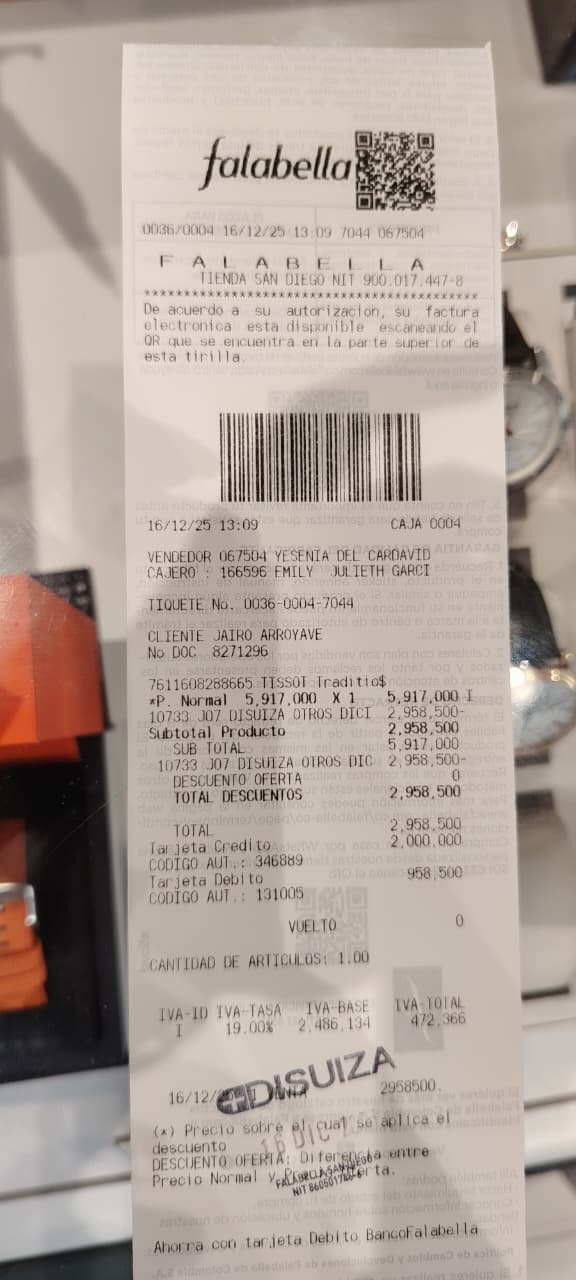 falabella
0036/0004 16/12/25 13:09 7044 067504
F A L A B E L L A
TIENDA SAN DIEGO NIT 900.017.447-8
****************************************
De acuerdo a su autorizacion, su factura
electronica esta disponible escaneando el
QR que se encuentra en la parte superior de
esta tirilla.
16/12/25 13:09 CAJA 0004
VENDEDOR 067504 YESENIA DEL CARDAVID
CAJERO : 166596 EMILY JULIETH GARCI
TIQUETE No. 0036-0004-7044
CLIENTE JAIRO ARROYAVE
No DOC 8271296
7611608288665 TISSOT Traditio$
*P. Normal 5,917,000 X 1 5,917,000 I
10733 J07 DISUIZA OTROS DICI 2,958,500-
Subtotal Producto 2,958,500
SUB TOTAL 5,917,000
10733 J07 DISUIZA OTROS DIC 2,958,500-
DESCUENTO OFERTA 0
TOTAL DESCUENTOS 2,958,500
TOTAL 2,958,500
Tarjeta Credito 2,000,000
CODIGO AUT.: 346889
Tarjeta Debito 958,500
CODIGO AUT.: 131005
VUELTO 0
CANTIDAD DE ARTICULOS: 1.00
IVA-ID IVA-TASA IVA-BASE IVA-TOTAL
I 19.00% 2,486,134 472,366
DISUIZA
16/12/ 2958500.
(*) Precio sobre el cual se aplica el
descuento
16 DIC
DESCUENTO OFERTA: Diferencia entre
Precio Normal y Oferta.
FALABELLA SAN DIEGO
Ahorra con tarjeta Debito BancoFalabella